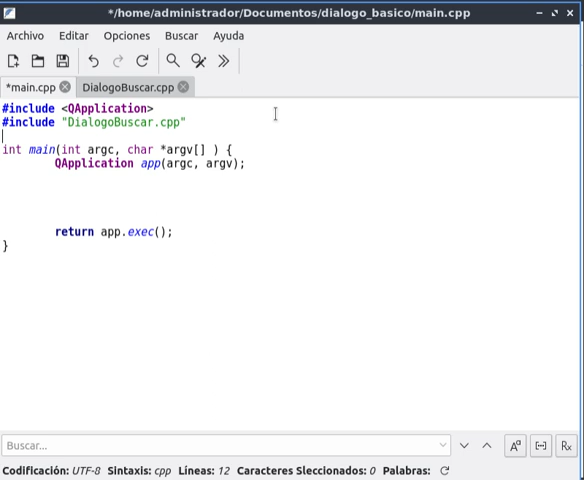 */home/administrador/Documentos/dialogo_basico/main.cpp
Archivo Editar Opciones Buscar Ayuda
*main.cpp DialogoBuscar.cpp
#include <QApplication>
#include "DialogoBuscar.cpp"
int main(int argc, char *argv[] ) {
QApplication app(argc, argv);
return app.exec();
}
Buscar...
A" [···] Rx
Codificación: UTF-8 Sintaxis: cpp Líneas: 12 Caracteres Sleccionados: 0 Palabras: